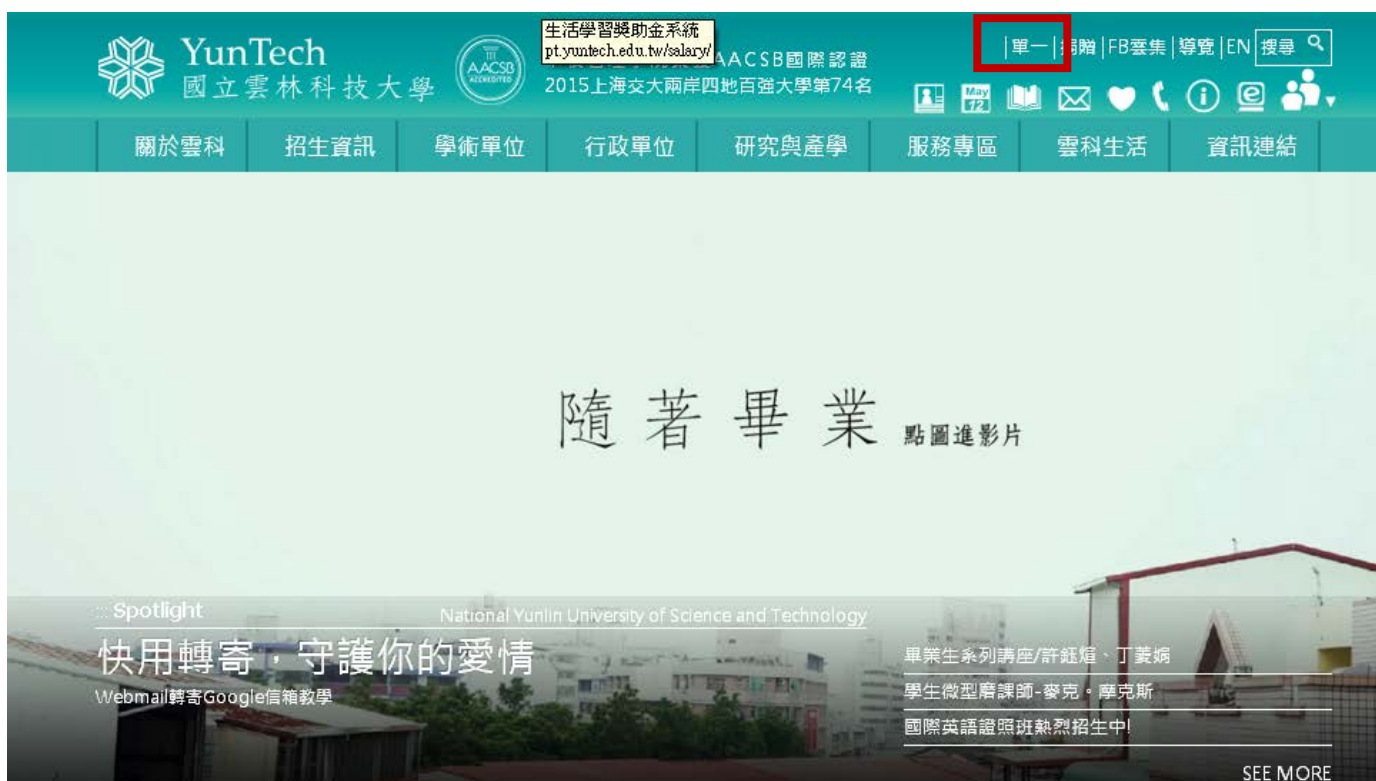 YunTech
國立雲林科技大學
AACSB
ACCREDITED
生活學習獎助金系統
pt.yuntech.edu.tw/salary/
AACSB國際認證
2015上海交大兩岸四地百強大學第74名
|單一|捐贈|FB雲集|導覽|EN 搜尋
May
12
關於雲科 招生資訊 學術單位 行政單位 研究與產學 服務專區 雲科生活 資訊連結
隨著畢業 點圖進影片
::: Spotlight
National Yunlin University of Science and Technology
快用轉寄，守護你的愛情
Webmail轉寄Google信箱教學
畢業生系列講座/許鈺煊、丁菱娟
學生微型磨課師-麥克。摩克斯
國際英語證照班熱烈招生中!
SEE MORE